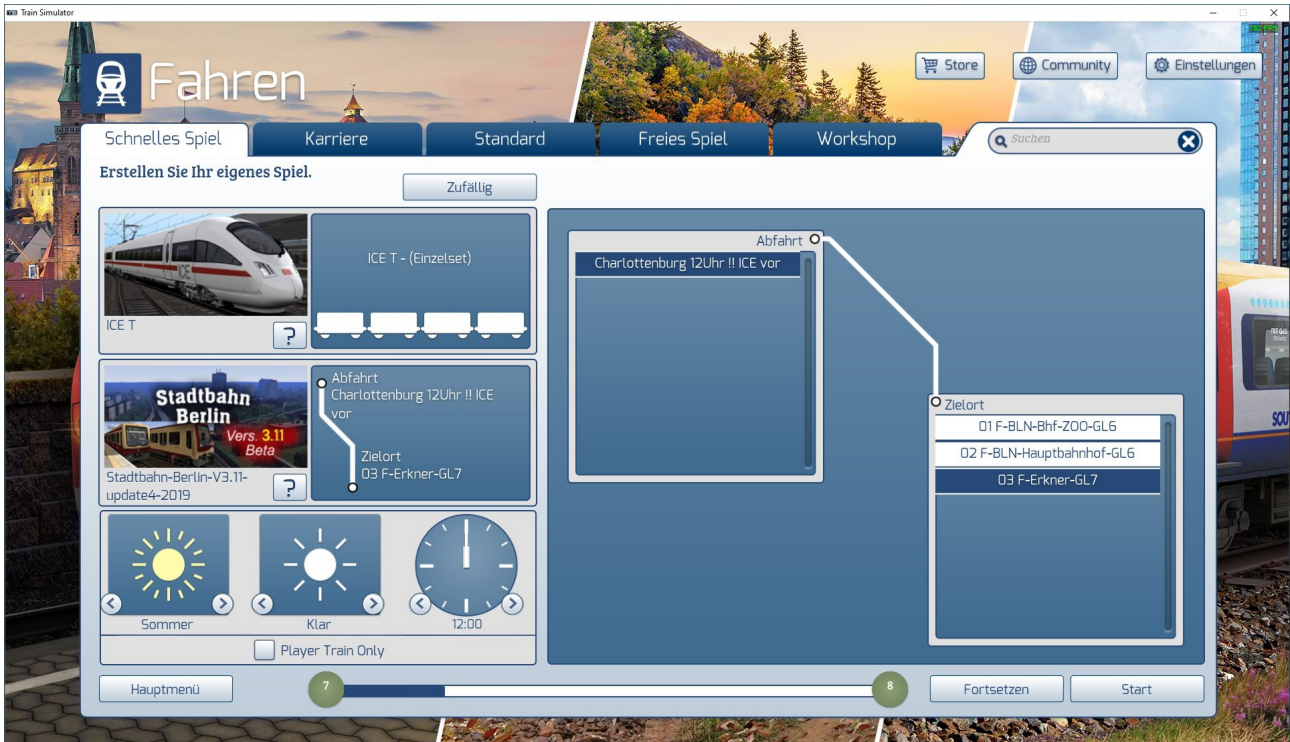 Train Simulator
Fahren
Store
Community
Einstellungen
Schnelles Spiel
Karriere
Standard
Freies Spiel
Workshop
Suchen
Erstellen Sie Ihr eigenes Spiel.
Zufällig
ICE T
?
ICE T - (Einzelset)
Stadtbahn
Berlin
Vers. 3.11
Beta
Stadtbahn-Berlin-V3.11-
update4-2019
?
Abfahrt
Charlottenburg 12Uhr !! ICE
vor
Zielort
03 F-Erkner-GL7
Sommer
Klar
12:00
Player Train Only
Abfahrt
Charlottenburg 12Uhr !! ICE vor
Zielort
01 F-BLN-Bhf-ZOO-GL6
02 F-BLN-Hauptbahnhof-GL6
03 F-Erkner-GL7
Hauptmenü
7
8
Fortsetzen
Start
SOU